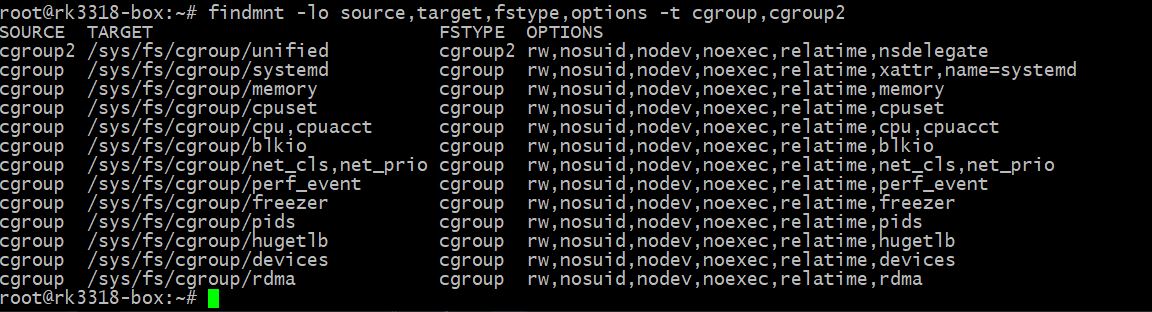 root@rk3318-box:~# findmnt -lo source,target,fstype,options -t cgroup,cgroup2
SOURCE  TARGET                          FSTYPE  OPTIONS
cgroup2 /sys/fs/cgroup/unified          cgroup2 rw,nosuid,nodev,noexec,relatime,nsdelegate
cgroup  /sys/fs/cgroup/systemd          cgroup  rw,nosuid,nodev,noexec,relatime,xattr,name=systemd
cgroup  /sys/fs/cgroup/memory           cgroup  rw,nosuid,nodev,noexec,relatime,memory
cgroup  /sys/fs/cgroup/cpuset           cgroup  rw,nosuid,nodev,noexec,relatime,cpuset
cgroup  /sys/fs/cgroup/cpu,cpuacct      cgroup  rw,nosuid,nodev,noexec,relatime,cpu,cpuacct
cgroup  /sys/fs/cgroup/blkio            cgroup  rw,nosuid,nodev,noexec,relatime,blkio
cgroup  /sys/fs/cgroup/net_cls,net_prio cgroup  rw,nosuid,nodev,noexec,relatime,net_cls,net_prio
cgroup  /sys/fs/cgroup/perf_event       cgroup  rw,nosuid,nodev,noexec,relatime,perf_event
cgroup  /sys/fs/cgroup/freezer          cgroup  rw,nosuid,nodev,noexec,relatime,freezer
cgroup  /sys/fs/cgroup/pids             cgroup  rw,nosuid,nodev,noexec,relatime,pids
cgroup  /sys/fs/cgroup/hugetlb          cgroup  rw,nosuid,nodev,noexec,relatime,hugetlb
cgroup  /sys/fs/cgroup/devices          cgroup  rw,nosuid,nodev,noexec,relatime,devices
cgroup  /sys/fs/cgroup/rdma             cgroup  rw,nosuid,nodev,noexec,relatime,rdma
root@rk3318-box:~#